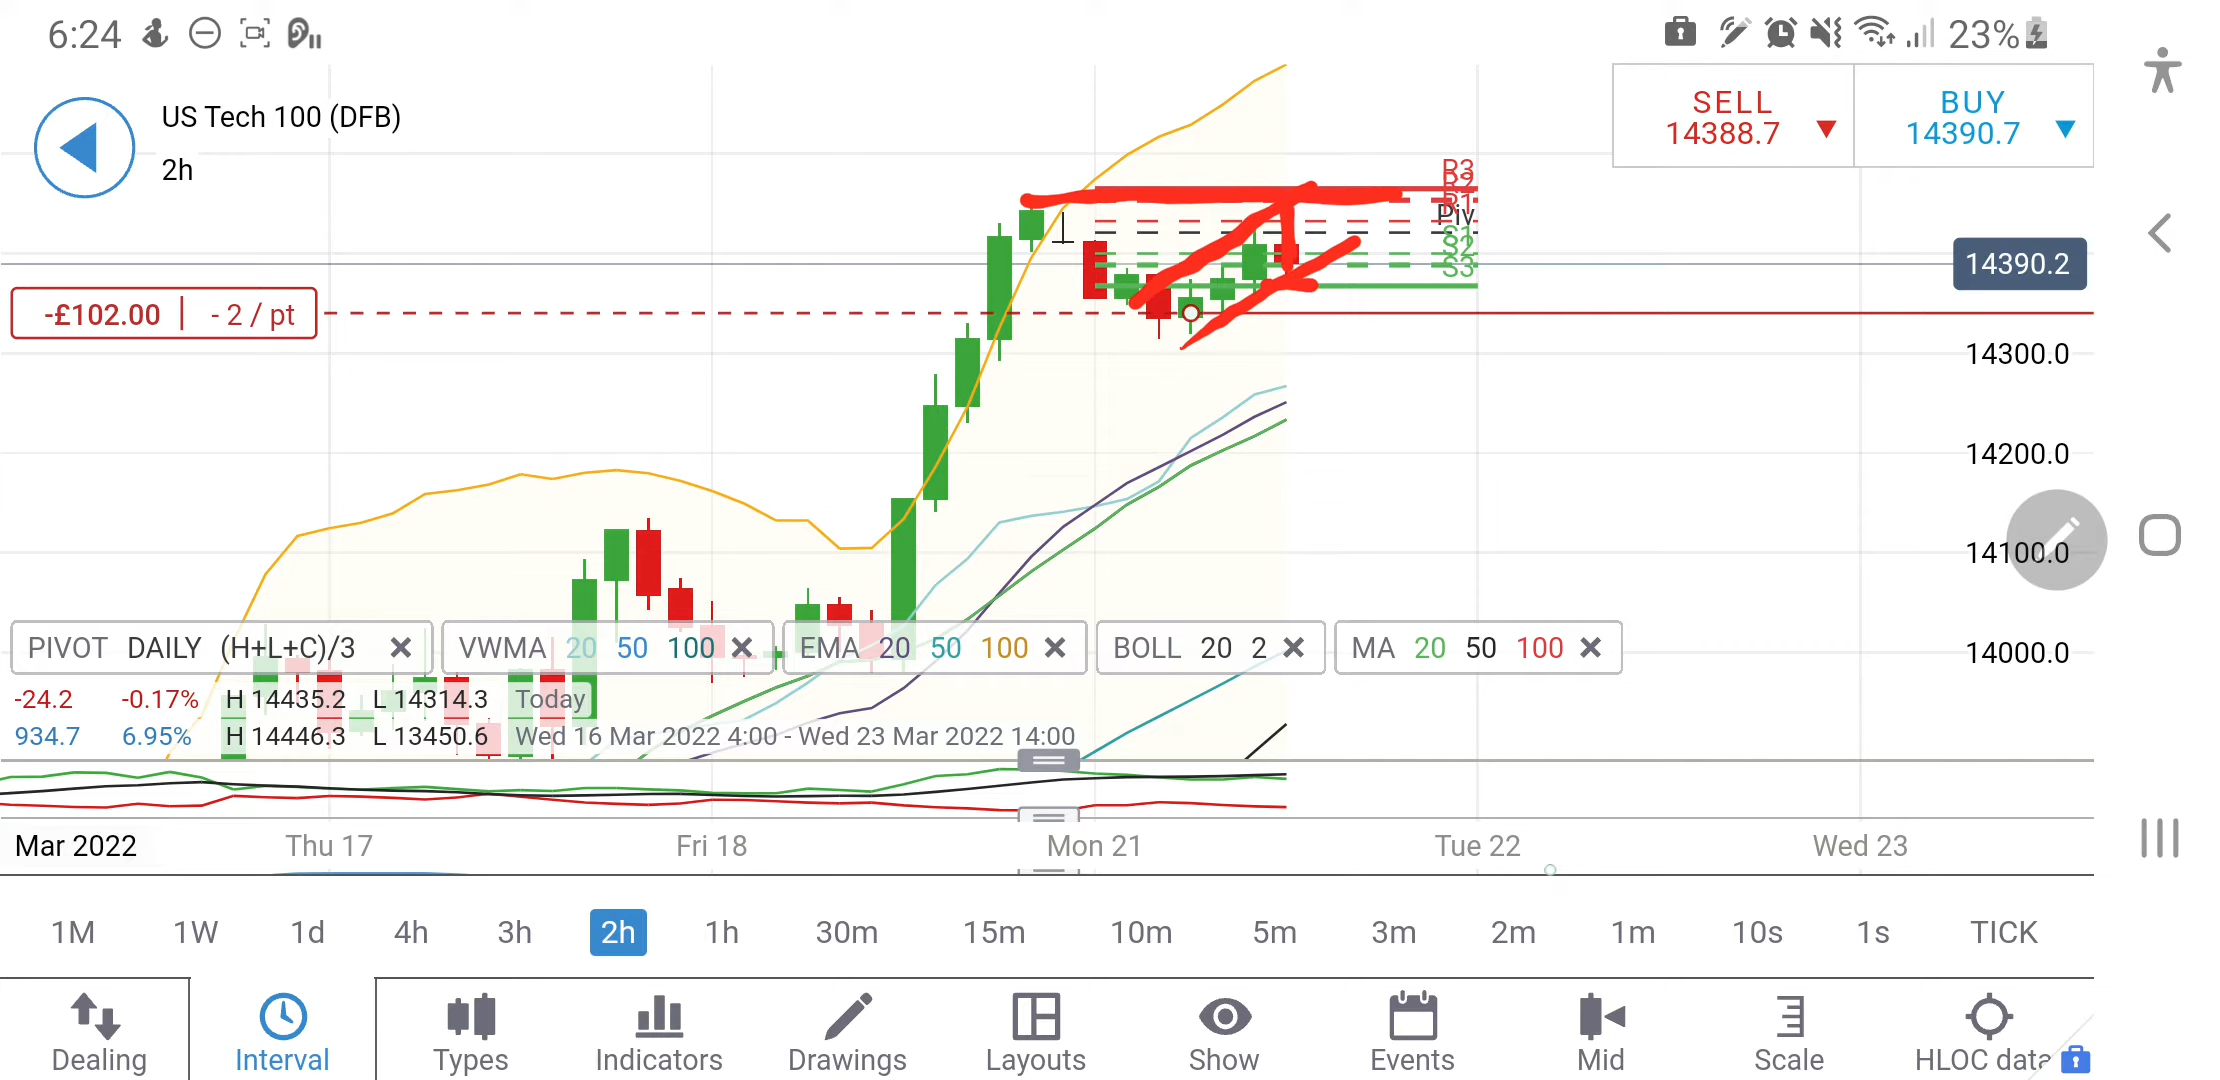 6:24 23%
US Tech 100 (DFB)
2h
SELL BUY
14388.7 14390.7
R3
R2
R1
Piv
S1
S2
S3
14390.2
-£102.00 | - 2 / pt
14300.0
14200.0
14100.0
14000.0
PIVOT DAILY (H+L+C)/3 VWMA 20 50 100 EMA 20 50 100 BOLL 20 2 MA 20 50 100
-24.2 -0.17% H 14435.2 L 14314.3 Today
934.7 6.95% H 14446.3 L 13450.6 Wed 16 Mar 2022 4:00 - Wed 23 Mar 2022 14:00
Mar 2022 Thu 17 Fri 18 Mon 21 Tue 22 Wed 23
1M 1W 1d 4h 3h 2h 1h 30m 15m 10m 5m 3m 2m 1m 10s 1s TICK
Dealing Interval Types Indicators Drawings Layouts Show Events Mid Scale HLOC data